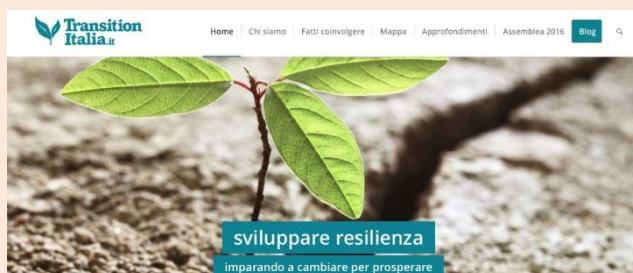 Transition
Italia.it
Home Chi siamo Fatti coinvolgere Mappa Approfondimenti Assemblea 2016 Blog
sviluppare resilienza
imparando a cambiare per prosperare